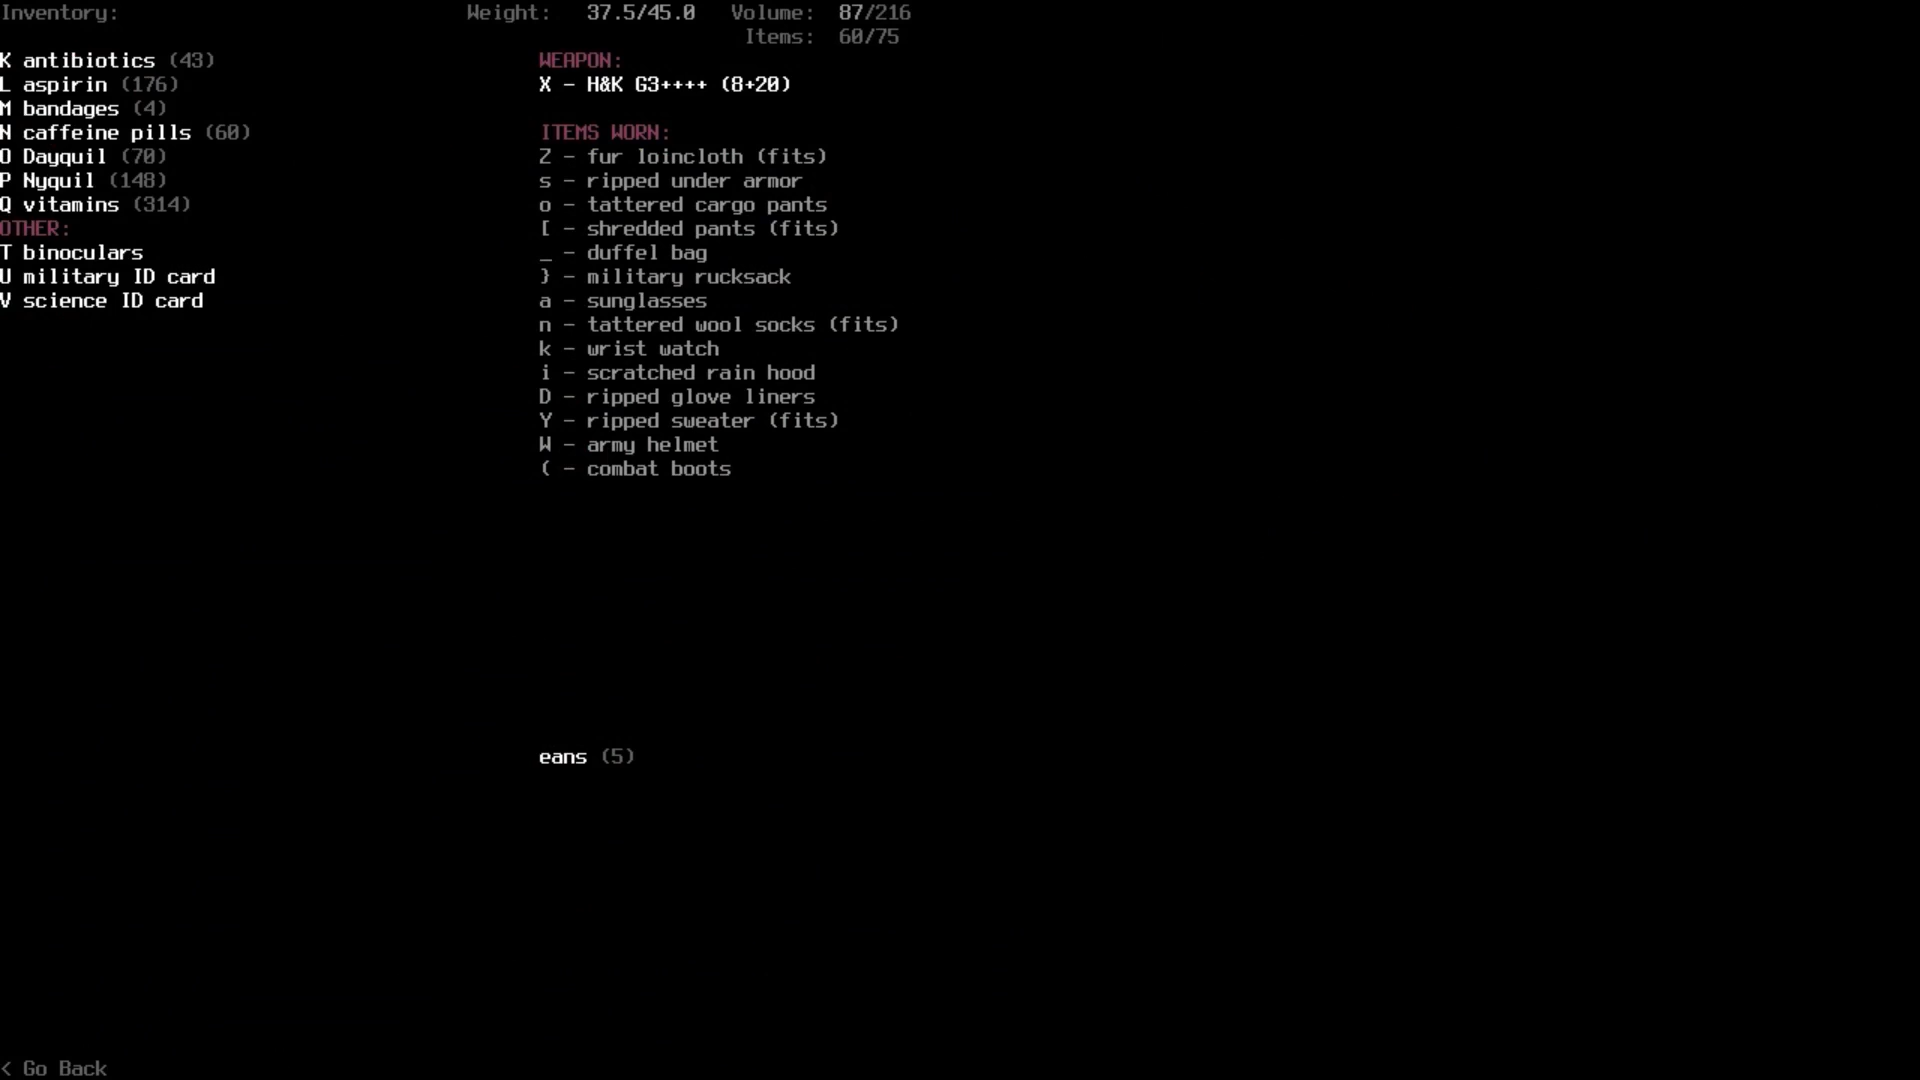 Inventory: Weight: 37.5/45.0 Volume: 87/216
Items: 60/75
K antibiotics (43)
L aspirin (176)
M bandages (4)
N caffeine pills (60)
O Dayquil (70)
P Nyquil (148)
Q vitamins (314)
OTHER:
T binoculars
U military ID card
V science ID card
WEAPON:
X - H&K G3++++ (8+20)
ITEMS WORN:
Z - fur loincloth (fits)
s - ripped under armor
o - tattered cargo pants
[ - shredded pants (fits)
_ - duffel bag
} - military rucksack
a - sunglasses
n - tattered wool socks (fits)
k - wrist watch
i - scratched rain hood
D - ripped glove liners
Y - ripped sweater (fits)
W - army helmet
( - combat boots
eans (5)
< Go Back